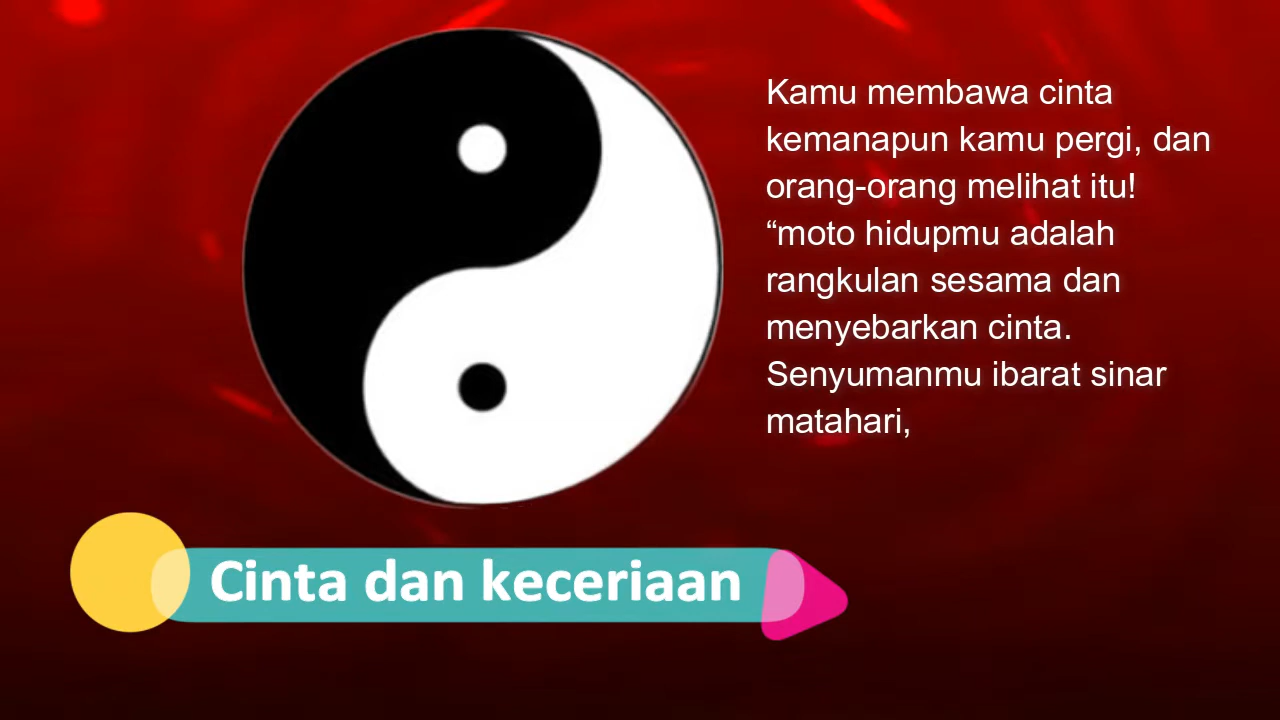 Kamu membawa cinta
kemanapun kamu pergi, dan
orang-orang melihat itu!
“moto hidupmu adalah
rangkulan sesama dan
menyebarkan cinta.
Senyumanmu ibarat sinar
matahari,
Cinta dan keceriaan